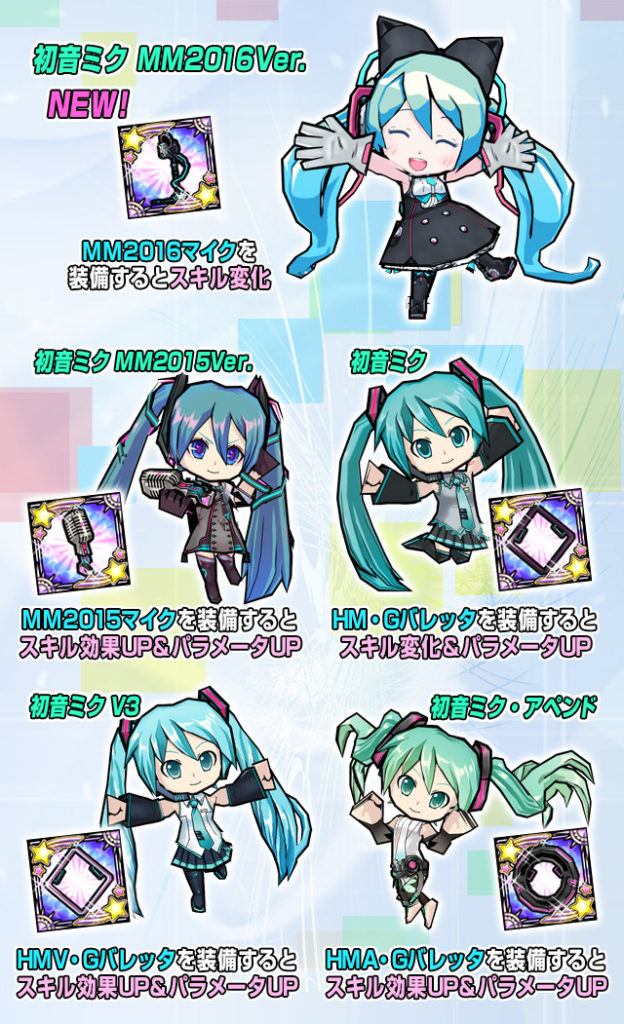 初音ミク MM2016Ver.
NEW!
MM2016マイクを
装備するとスキル変化
初音ミク MM2015Ver.
初音ミク
MM2015マイクを装備すると
スキル効果UP&パラメータUP
HM・Gバレッタを装備すると
スキル変化&パラメータUP
初音ミク V3
初音ミク・アペンド
HMV・Gバレッタを装備すると
スキル効果UP&パラメータUP
HMA・Gバレッタを装備すると
スキル効果UP&パラメータUP